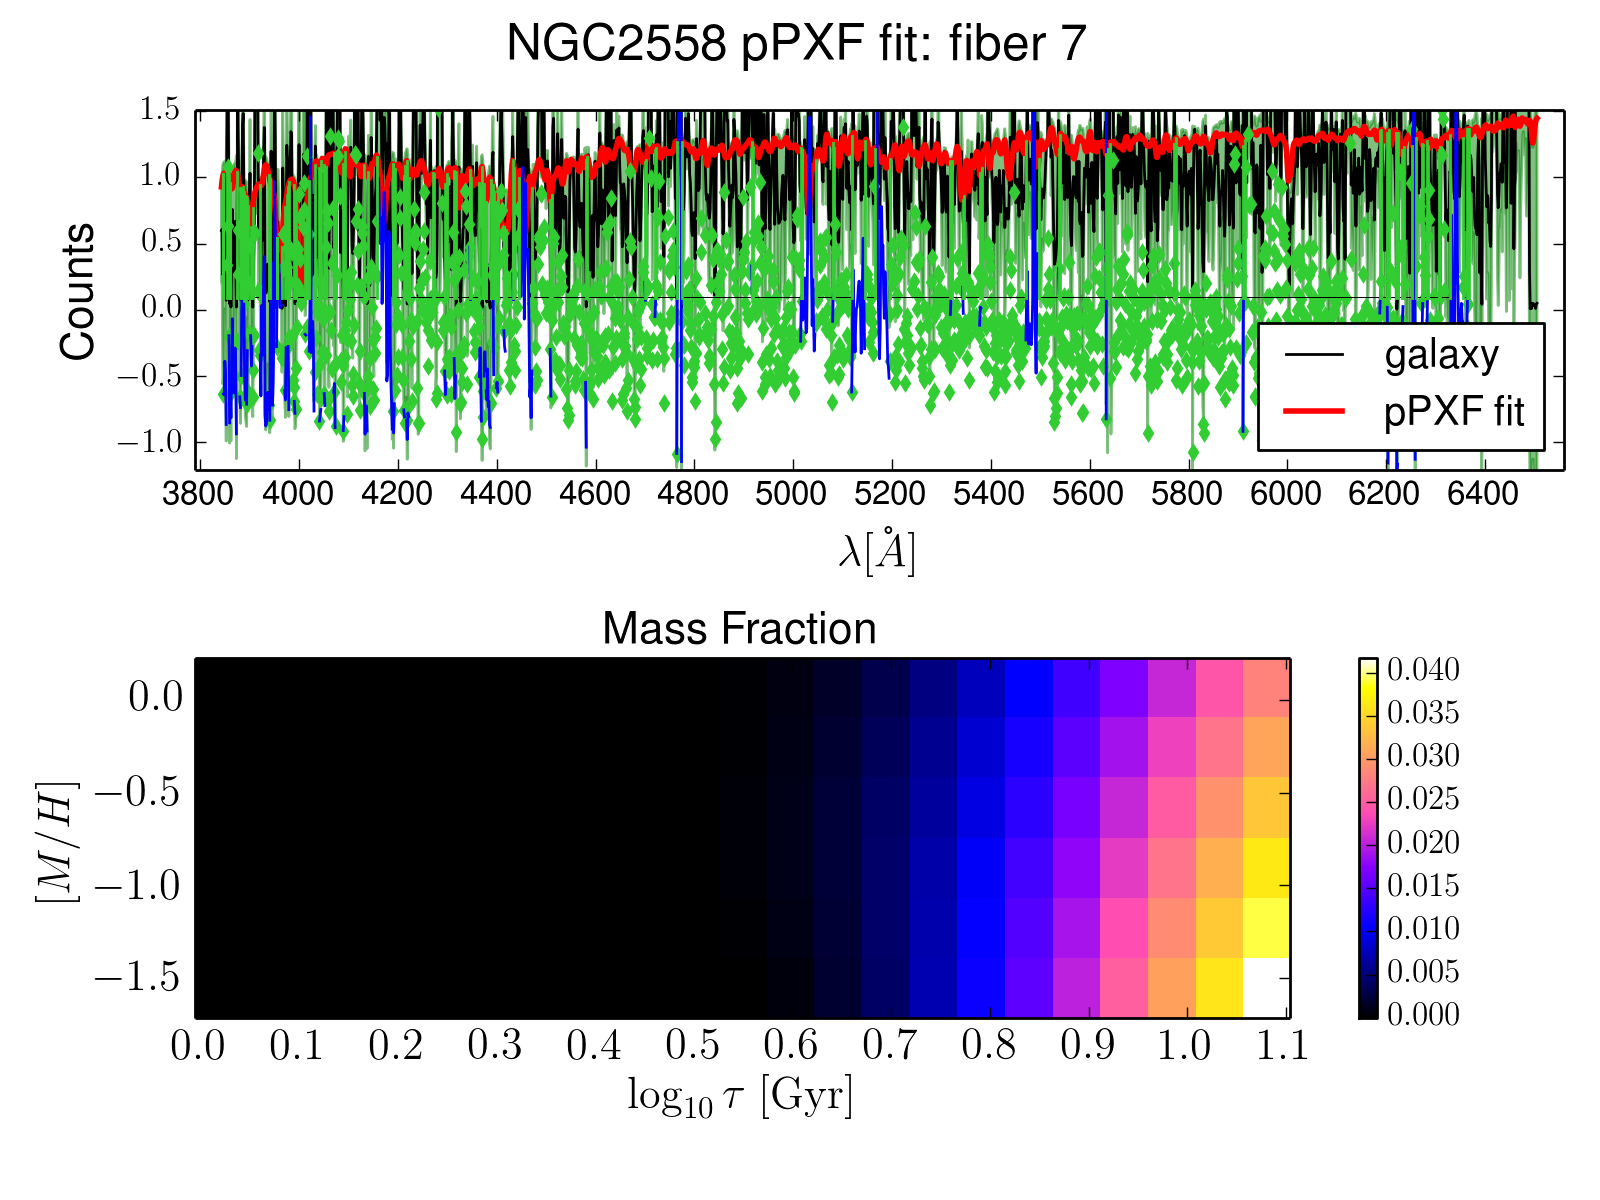 NGC2558 pPXF fit: fiber 7
1.5
1.0
0.5
0.0
−0.5
−1.0
Counts
galaxy
pPXF fit
3800 4000 4200 4400 4600 4800 5000 5200 5400 5600 5800 6000 6200 6400
λ[Å]
Mass Fraction
0.0
−0.5
−1.0
−1.5
[M/H]
0.0 0.1 0.2 0.3 0.4 0.5 0.6 0.7 0.8 0.9 1.0 1.1
log₁₀ τ [Gyr]
0.040
0.035
0.030
0.025
0.020
0.015
0.010
0.005
0.000